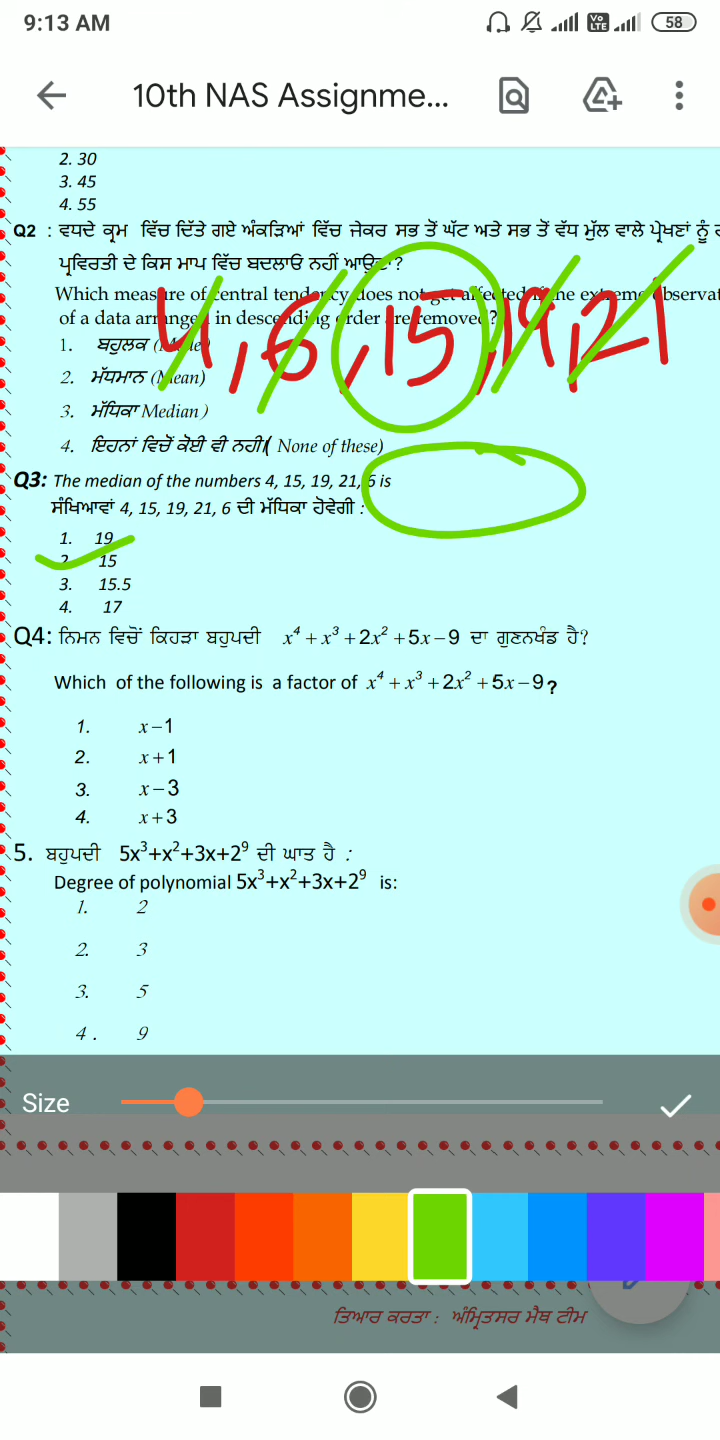 9:13 AM
Vo LTE
58
10th NAS Assignme...
2. 30
3. 45
4. 55
Q2 : ਵਧਦੇ ਕ੍ਰਮ ਵਿੱਚ ਦਿੱਤੇ ਗਏ ਅੰਕੜਿਆਂ ਵਿੱਚ ਜੇਕਰ ਸਭ ਤੋਂ ਘੱਟ ਅਤੇ ਸਭ ਤੋਂ ਵੱਧ ਮੁੱਲ ਵਾਲੇ ਪ੍ਰੇਖਣਾਂ ਨੂੰ
ਪ੍ਰਵਿਰਤੀ ਦੇ ਕਿਸ ਮਾਪ ਵਿੱਚ ਬਦਲਾਓ ਨਹੀਂ ਆਉਂਦਾ?
Which measure of central tendency does not get affected if the extreme observat
of a data arranged in descending order are removed?
4, 6, 15, 19, 21
1. ਬਹੁਲਕ (Mode)
2. ਮੱਧਮਾਨ (Mean)
3. ਮੱਧਿਕਾ Median )
4. ਇਹਨਾਂ ਵਿਚੋਂ ਕੋਈ ਵੀ ਨਹੀ( None of these)
Q3: The median of the numbers 4, 15, 19, 21, 6 is
ਸੰਖਿਆਵਾਂ 4, 15, 19, 21, 6 ਦੀ ਮੱਧਿਕਾ ਹੋਵੇਗੀ :
1. 19
2. 15
3. 15.5
4. 17
Q4: ਨਿਮਨ ਵਿਚੋਂ ਕਿਹੜਾ ਬਹੁਪਦੀ x⁴ + x³ + 2x² + 5x − 9 ਦਾ ਗੁਣਨਖੰਡ ਹੈ?
Which of the following is a factor of x⁴ + x³ + 2x² + 5x − 9 ?
1. x − 1
2. x + 1
3. x − 3
4. x + 3
5. ਬਹੁਪਦੀ 5x³+x²+3x+2⁹ ਦੀ ਘਾਤ ਹੈ :
Degree of polynomial 5x³+x²+3x+2⁹ is:
1. 2
2. 3
3. 5
4 . 9
Size
ਤਿਆਰ ਕਰਤਾ : ਅੰਮ੍ਰਿਤਸਰ ਮੈਥ ਟੀਮ